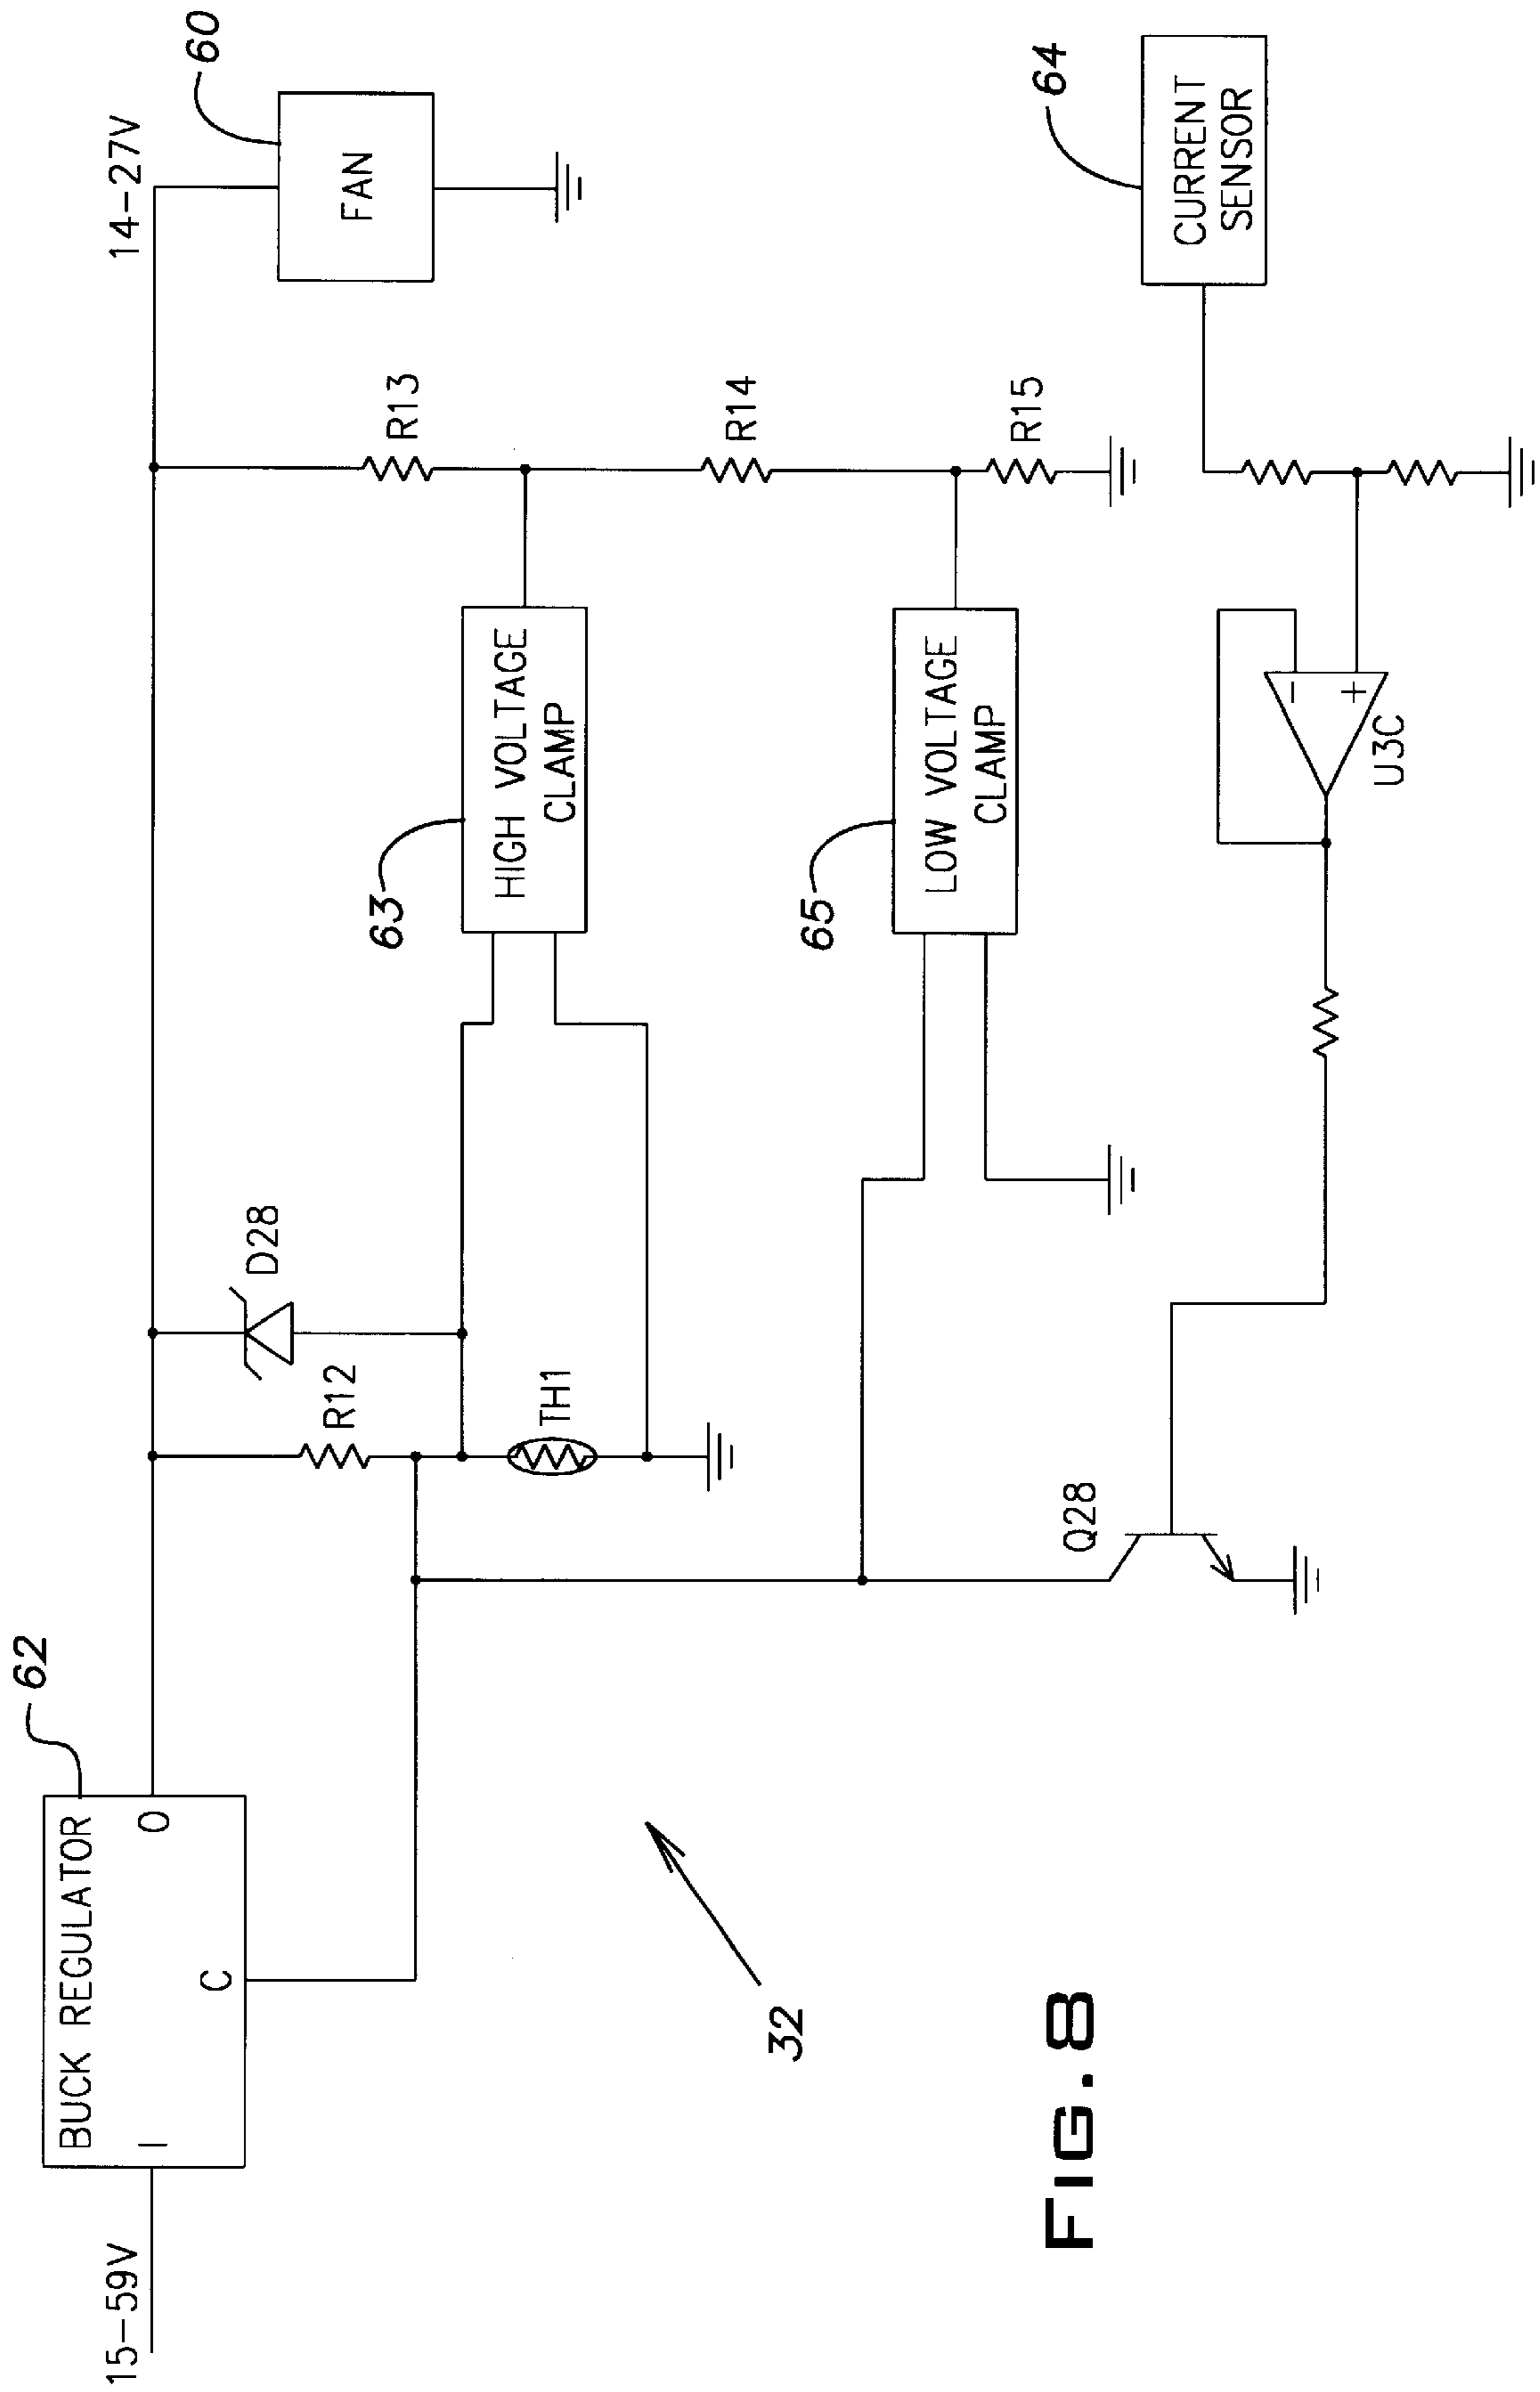 15-59V
BUCK REGULATOR
I
O
C
62
14-27V
FAN
60
R12
D28
TH1
R13
63
HIGH VOLTAGE
CLAMP
R14
65
LOW VOLTAGE
CLAMP
R15
Q28
-
+
U3C
64
CURRENT
SENSOR
32
FIG. 8